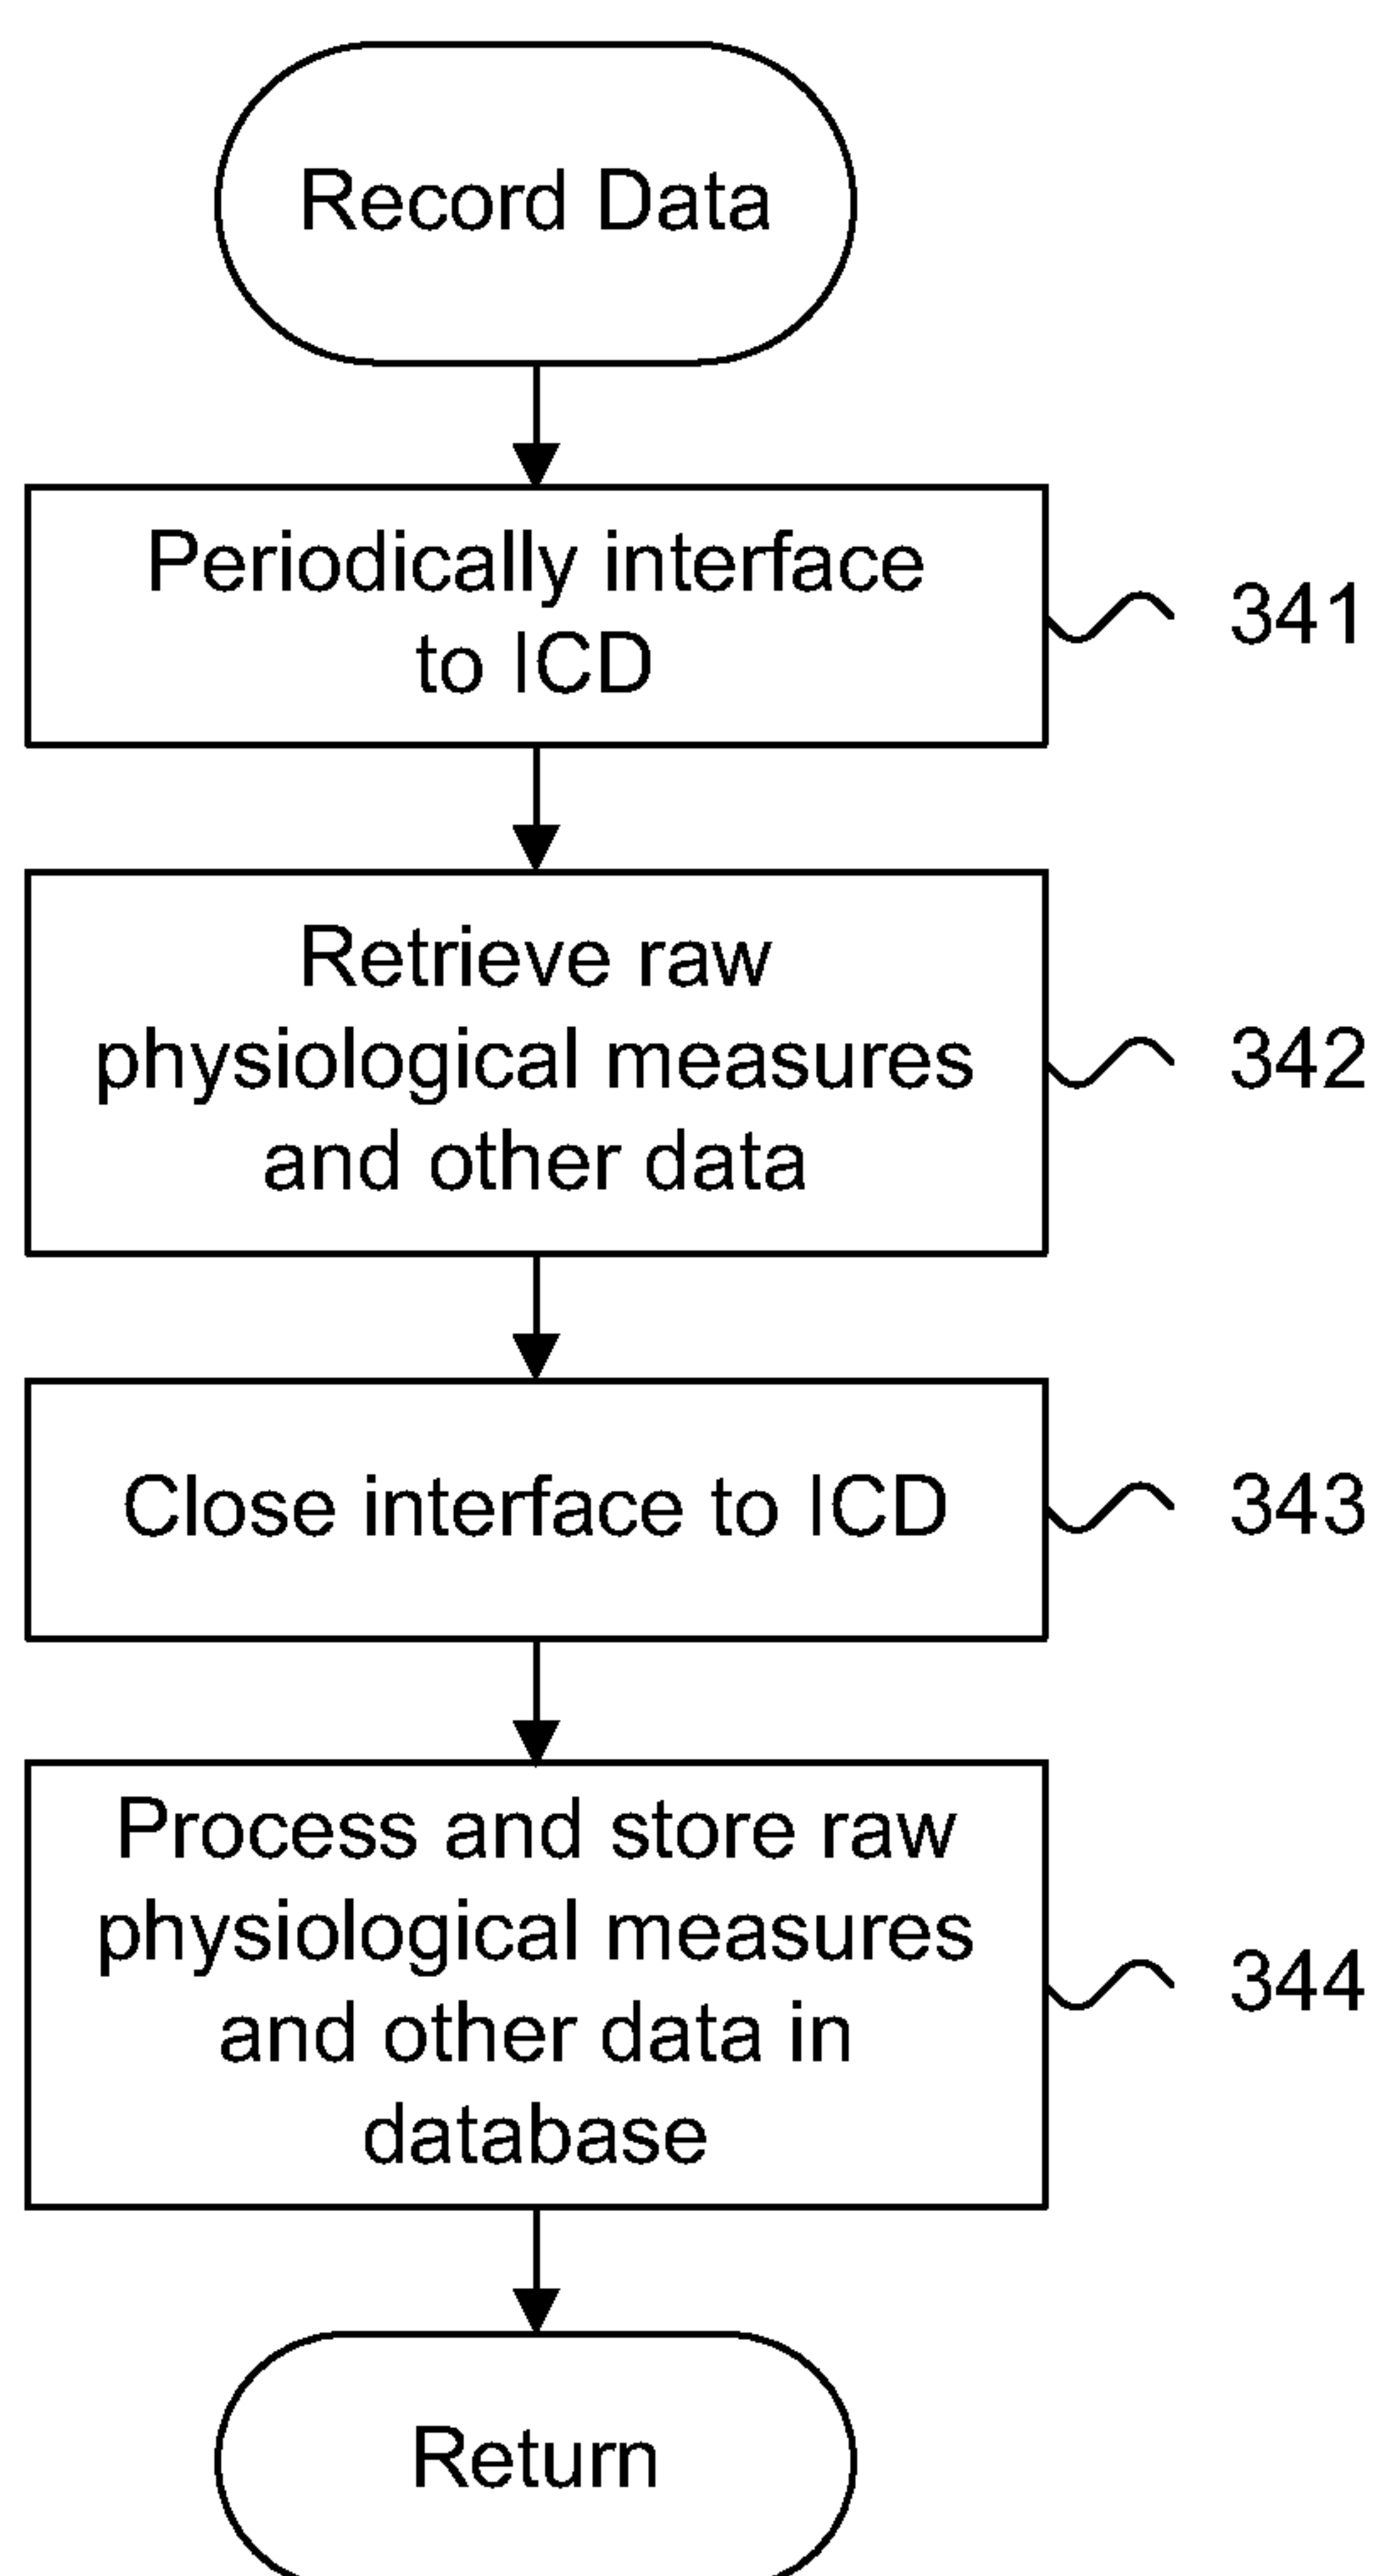 Record Data
Periodically interface
to ICD
341
Retrieve raw
physiological measures
and other data
342
Close interface to ICD
343
Process and store raw
physiological measures
and other data in
database
344
Return